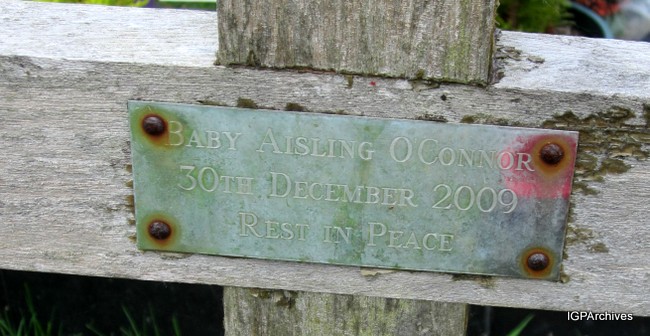 Baby Aisling O'Connor
30th December 2009
Rest in Peace
IGPArchives